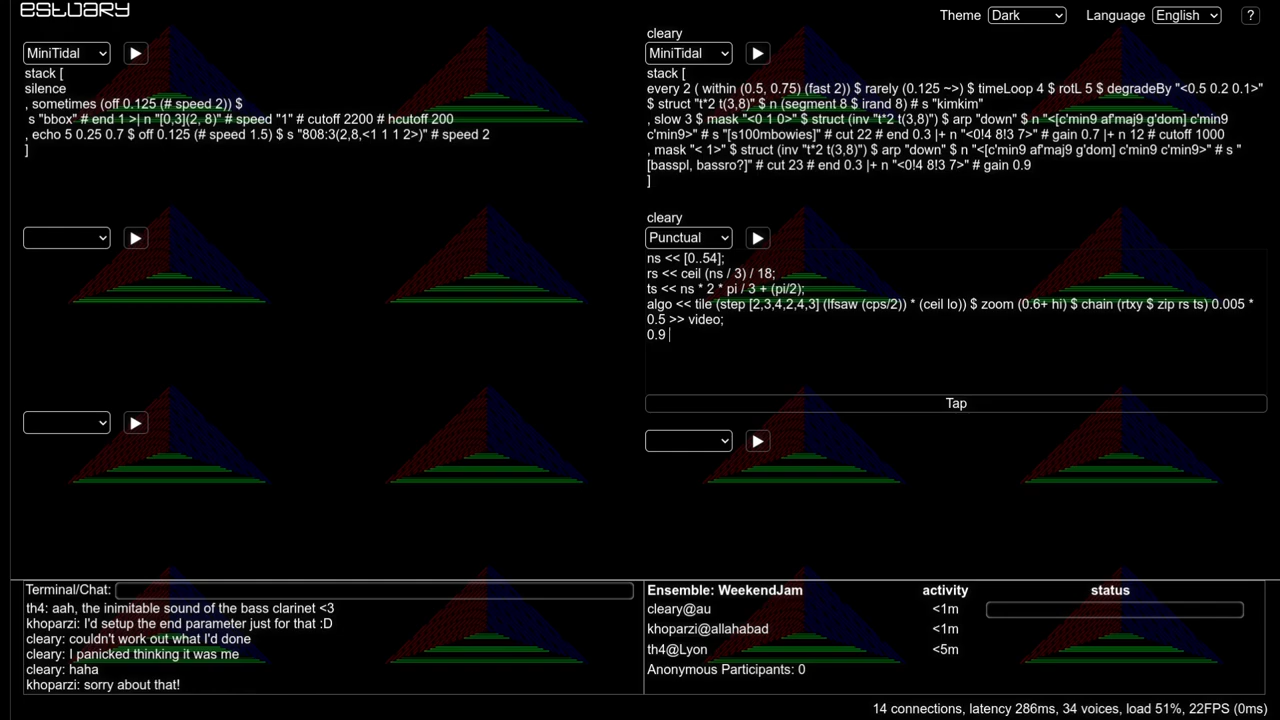 estuary
Theme Dark Language English ?
MiniTidal
stack [
silence
, sometimes (off 0.125 (# speed 2)) $
s "bbox" # end 1 >| n "[0,3](2, 8)" # speed "1" # cutoff 2200 # hcutoff 200
, echo 5 0.25 0.7 $ off 0.125 (# speed 1.5) $ s "808:3(2,8,<1 1 1 2>)" # speed 2
]
cleary
MiniTidal
stack [
every 2 ( within (0.5, 0.75) (fast 2)) $ rarely (0.125 ~>) $ timeLoop 4 $ rotL 5 $ degradeBy "<0.5 0.2 0.1>"
$ struct "t*2 t(3,8)" $ n (segment 8 $ irand 8) # s "kimkim"
, slow 3 $ mask "<0 1 0>" $ struct (inv "t*2 t(3,8)") $ arp "down" $ n "<[c'min9 af'maj9 g'dom] c'min9
c'min9>" # s "[s100mbowies]" # cut 22 # end 0.3 |+ n "<0!4 8!3 7>" # gain 0.7 |+ n 12 # cutoff 1000
, mask "< 1>" $ struct (inv "t*2 t(3,8)") $ arp "down" $ n "<[c'min9 af'maj9 g'dom] c'min9 c'min9>" # s "
[basspl, bassro?]" # cut 23 # end 0.3 |+ n "<0!4 8!3 7>" # gain 0.9
]
cleary
Punctual
ns << [0..54];
rs << ceil (ns / 3) / 18;
ts << ns * 2 * pi / 3 + (pi/2);
algo << tile (step [2,3,4,2,4,3] (lfsaw (cps/2)) * (ceil lo)) $ zoom (0.6+ hi) $ chain (rtxy $ zip rs ts) 0.005 *
0.5 >> video;
0.9
Tap
Terminal/Chat:
th4: aah, the inimitable sound of the bass clarinet <3
khoparzi: I'd setup the end parameter just for that :D
cleary: couldn't work out what I'd done
cleary: I panicked thinking it was me
cleary: haha
khoparzi: sorry about that!
Ensemble: WeekendJam activity status
cleary@au <1m
khoparzi@allahabad <1m
th4@Lyon <5m
Anonymous Participants: 0
14 connections, latency 286ms, 34 voices, load 51%, 22FPS (0ms)